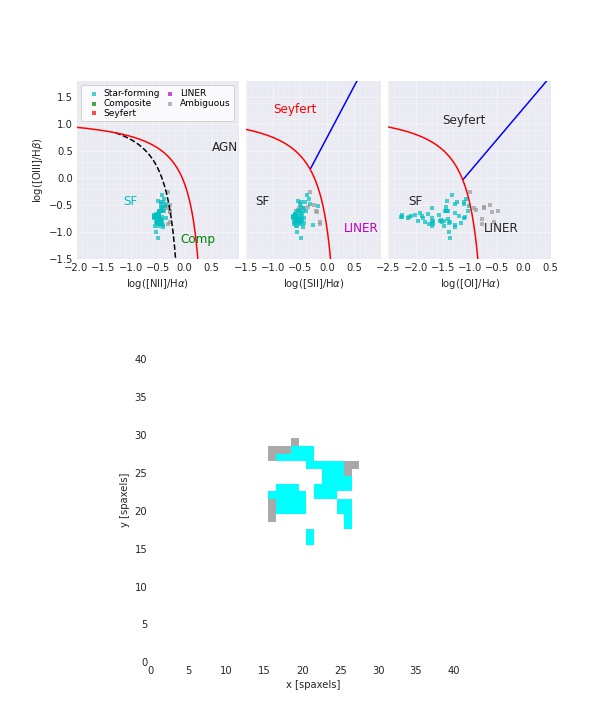 Star-forming
Composite
Seyfert
LINER
Ambiguous
AGN
SF
Comp
1.5
1.0
0.5
0.0
−0.5
−1.0
−1.5
log([OIII]/Hβ)
−2.0 −1.5 −1.0 −0.5 0.0 0.5
log([NII]/Hα)
Seyfert
SF
LINER
−1.5 −1.0 −0.5 0.0 0.5
log([SII]/Hα)
Seyfert
SF
LINER
−2.5 −2.0 −1.5 −1.0 −0.5 0.0 0.5
log([OI]/Hα)
40
35
30
25
20
15
10
5
0
y [spaxels]
0 5 10 15 20 25 30 35 40
x [spaxels]